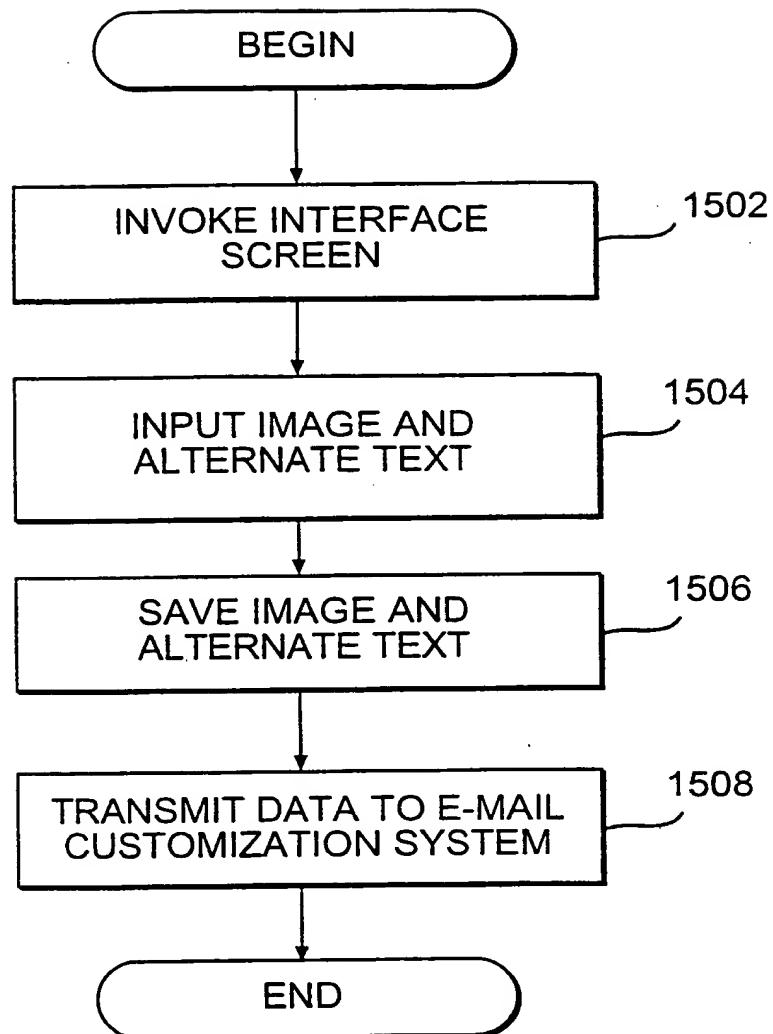 BEGIN
INVOKE INTERFACE
SCREEN
1502
INPUT IMAGE AND
ALTERNATE TEXT
1504
SAVE IMAGE AND
ALTERNATE TEXT
1506
TRANSMIT DATA TO E-MAIL
CUSTOMIZATION SYSTEM
1508
END